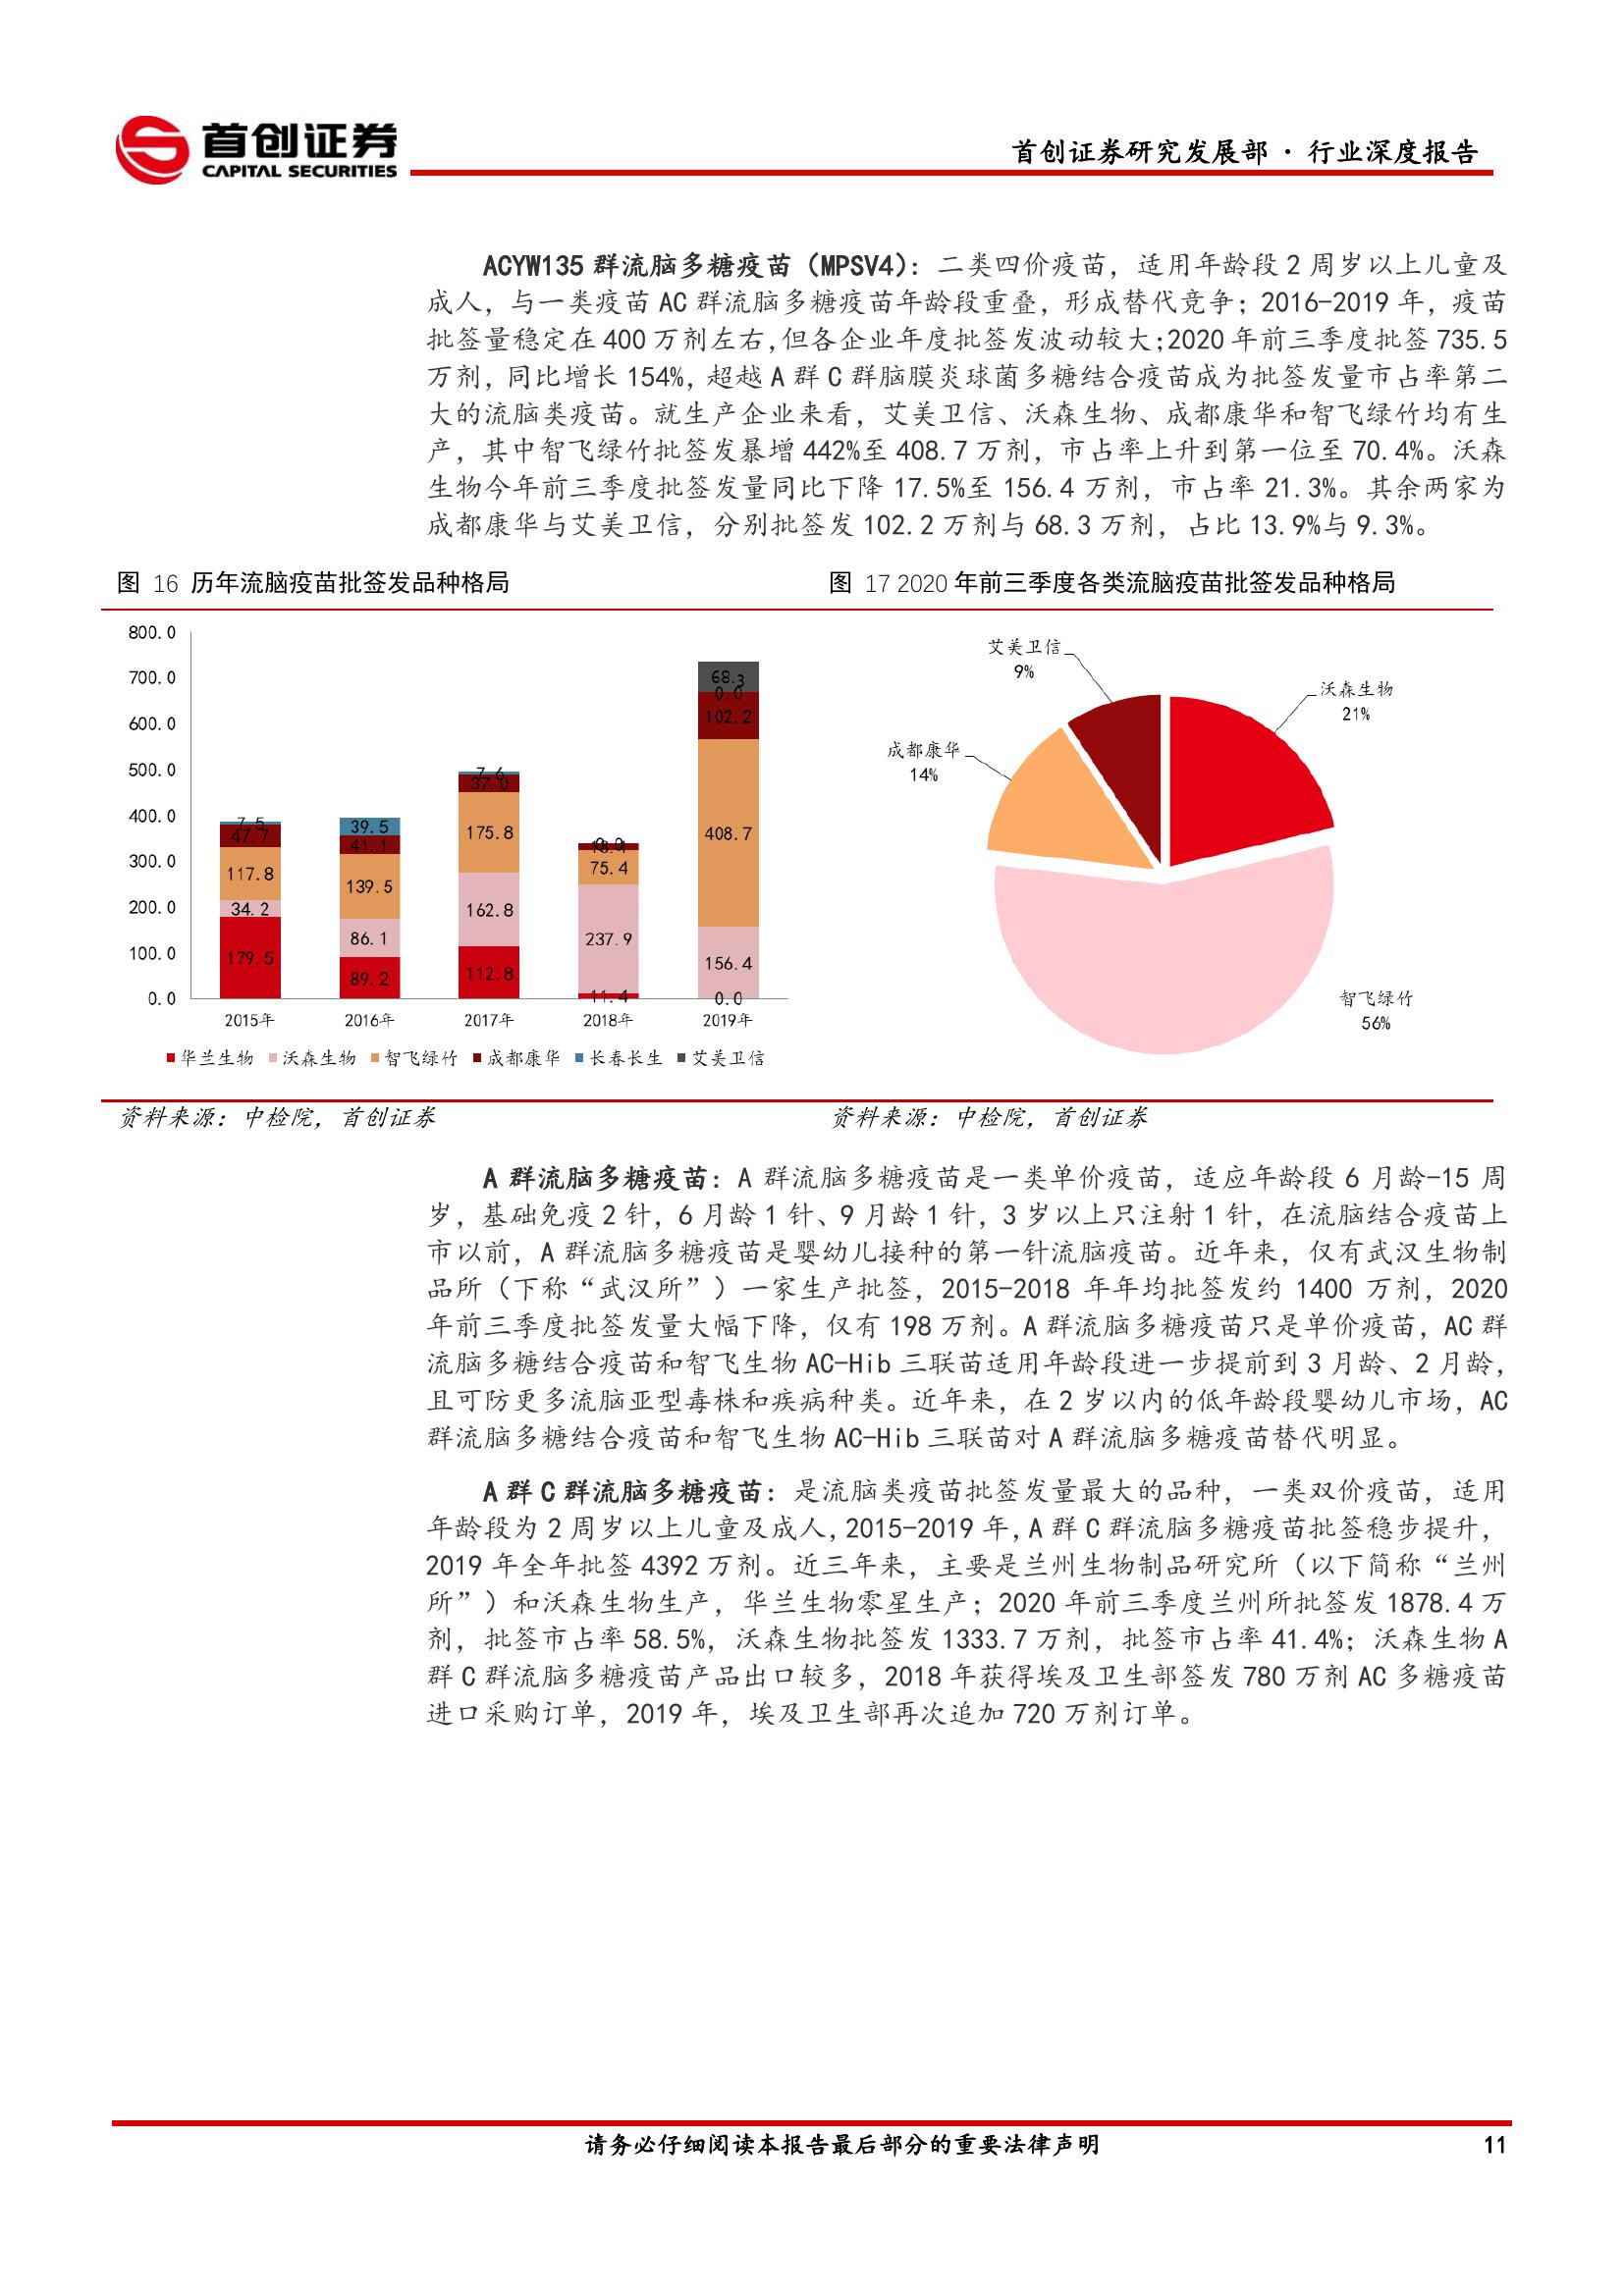 首创证券
CAPITAL SECURITIES
首创证券研究发展部 · 行业深度报告
ACYW135 群流脑多糖疫苗（MPSV4）：二类四价疫苗，适用年龄段 2 周岁以上儿童及
成人，与一类疫苗 AC 群流脑多糖疫苗年龄段重叠，形成替代竞争；2016-2019 年，疫苗
批签量稳定在 400 万剂左右,但各企业年度批签发波动较大;2020 年前三季度批签 735.5
万剂，同比增长 154%，超越 A 群 C 群脑膜炎球菌多糖结合疫苗成为批签发量市占率第二
大的流脑类疫苗。就生产企业来看，艾美卫信、沃森生物、成都康华和智飞绿竹均有生
产，其中智飞绿竹批签发暴增 442%至 408.7 万剂，市占率上升到第一位至 70.4%。沃森
生物今年前三季度批签发量同比下降 17.5%至 156.4 万剂，市占率 21.3%。其余两家为
成都康华与艾美卫信，分别批签发 102.2 万剂与 68.3 万剂，占比 13.9%与 9.3%。
图 16 历年流脑疫苗批签发品种格局
800.0
700.0
600.0
500.0
400.0
300.0
200.0
100.0
0.0
7.5
47.7
117.8
34.2
179.5
39.5
41.1
139.5
86.1
89.2
7.6
37.0
175.8
162.8
112.8
75.4
237.9
11.4
68.3
0.0
102.2
408.7
156.4
0.0
2015年 2016年 2017年 2018年 2019年
华兰生物 沃森生物 智飞绿竹 成都康华 长春长生 艾美卫信
资料来源：中检院，首创证券
图 17 2020 年前三季度各类流脑疫苗批签发品种格局
艾美卫信
9%
沃森生物
21%
成都康华
14%
智飞绿竹
56%
资料来源：中检院，首创证券
A 群流脑多糖疫苗：A 群流脑多糖疫苗是一类单价疫苗，适应年龄段 6 月龄-15 周
岁，基础免疫 2 针，6 月龄 1 针、9 月龄 1 针，3 岁以上只注射 1 针，在流脑结合疫苗上
市以前，A 群流脑多糖疫苗是婴幼儿接种的第一针流脑疫苗。近年来，仅有武汉生物制
品所（下称“武汉所”）一家生产批签，2015-2018 年年均批签发约 1400 万剂，2020
年前三季度批签发量大幅下降，仅有 198 万剂。A 群流脑多糖疫苗只是单价疫苗，AC 群
流脑多糖结合疫苗和智飞生物 AC-Hib 三联苗适用年龄段进一步提前到 3 月龄、2 月龄，
且可防更多流脑亚型毒株和疾病种类。近年来，在 2 岁以内的低年龄段婴幼儿市场，AC
群流脑多糖结合疫苗和智飞生物 AC-Hib 三联苗对 A 群流脑多糖疫苗替代明显。
A 群 C 群流脑多糖疫苗：是流脑类疫苗批签发量最大的品种，一类双价疫苗，适用
年龄段为 2 周岁以上儿童及成人，2015-2019 年，A 群 C 群流脑多糖疫苗批签稳步提升，
2019 年全年批签 4392 万剂。近三年来，主要是兰州生物制品研究所（以下简称“兰州
所”）和沃森生物生产，华兰生物零星生产；2020 年前三季度兰州所批签发 1878.4 万
剂，批签市占率 58.5%，沃森生物批签发 1333.7 万剂，批签市占率 41.4%；沃森生物 A
群 C 群流脑多糖疫苗产品出口较多，2018 年获得埃及卫生部签发 780 万剂 AC 多糖疫苗
进口采购订单，2019 年，埃及卫生部再次追加 720 万剂订单。
请务必仔细阅读本报告最后部分的重要法律声明 11